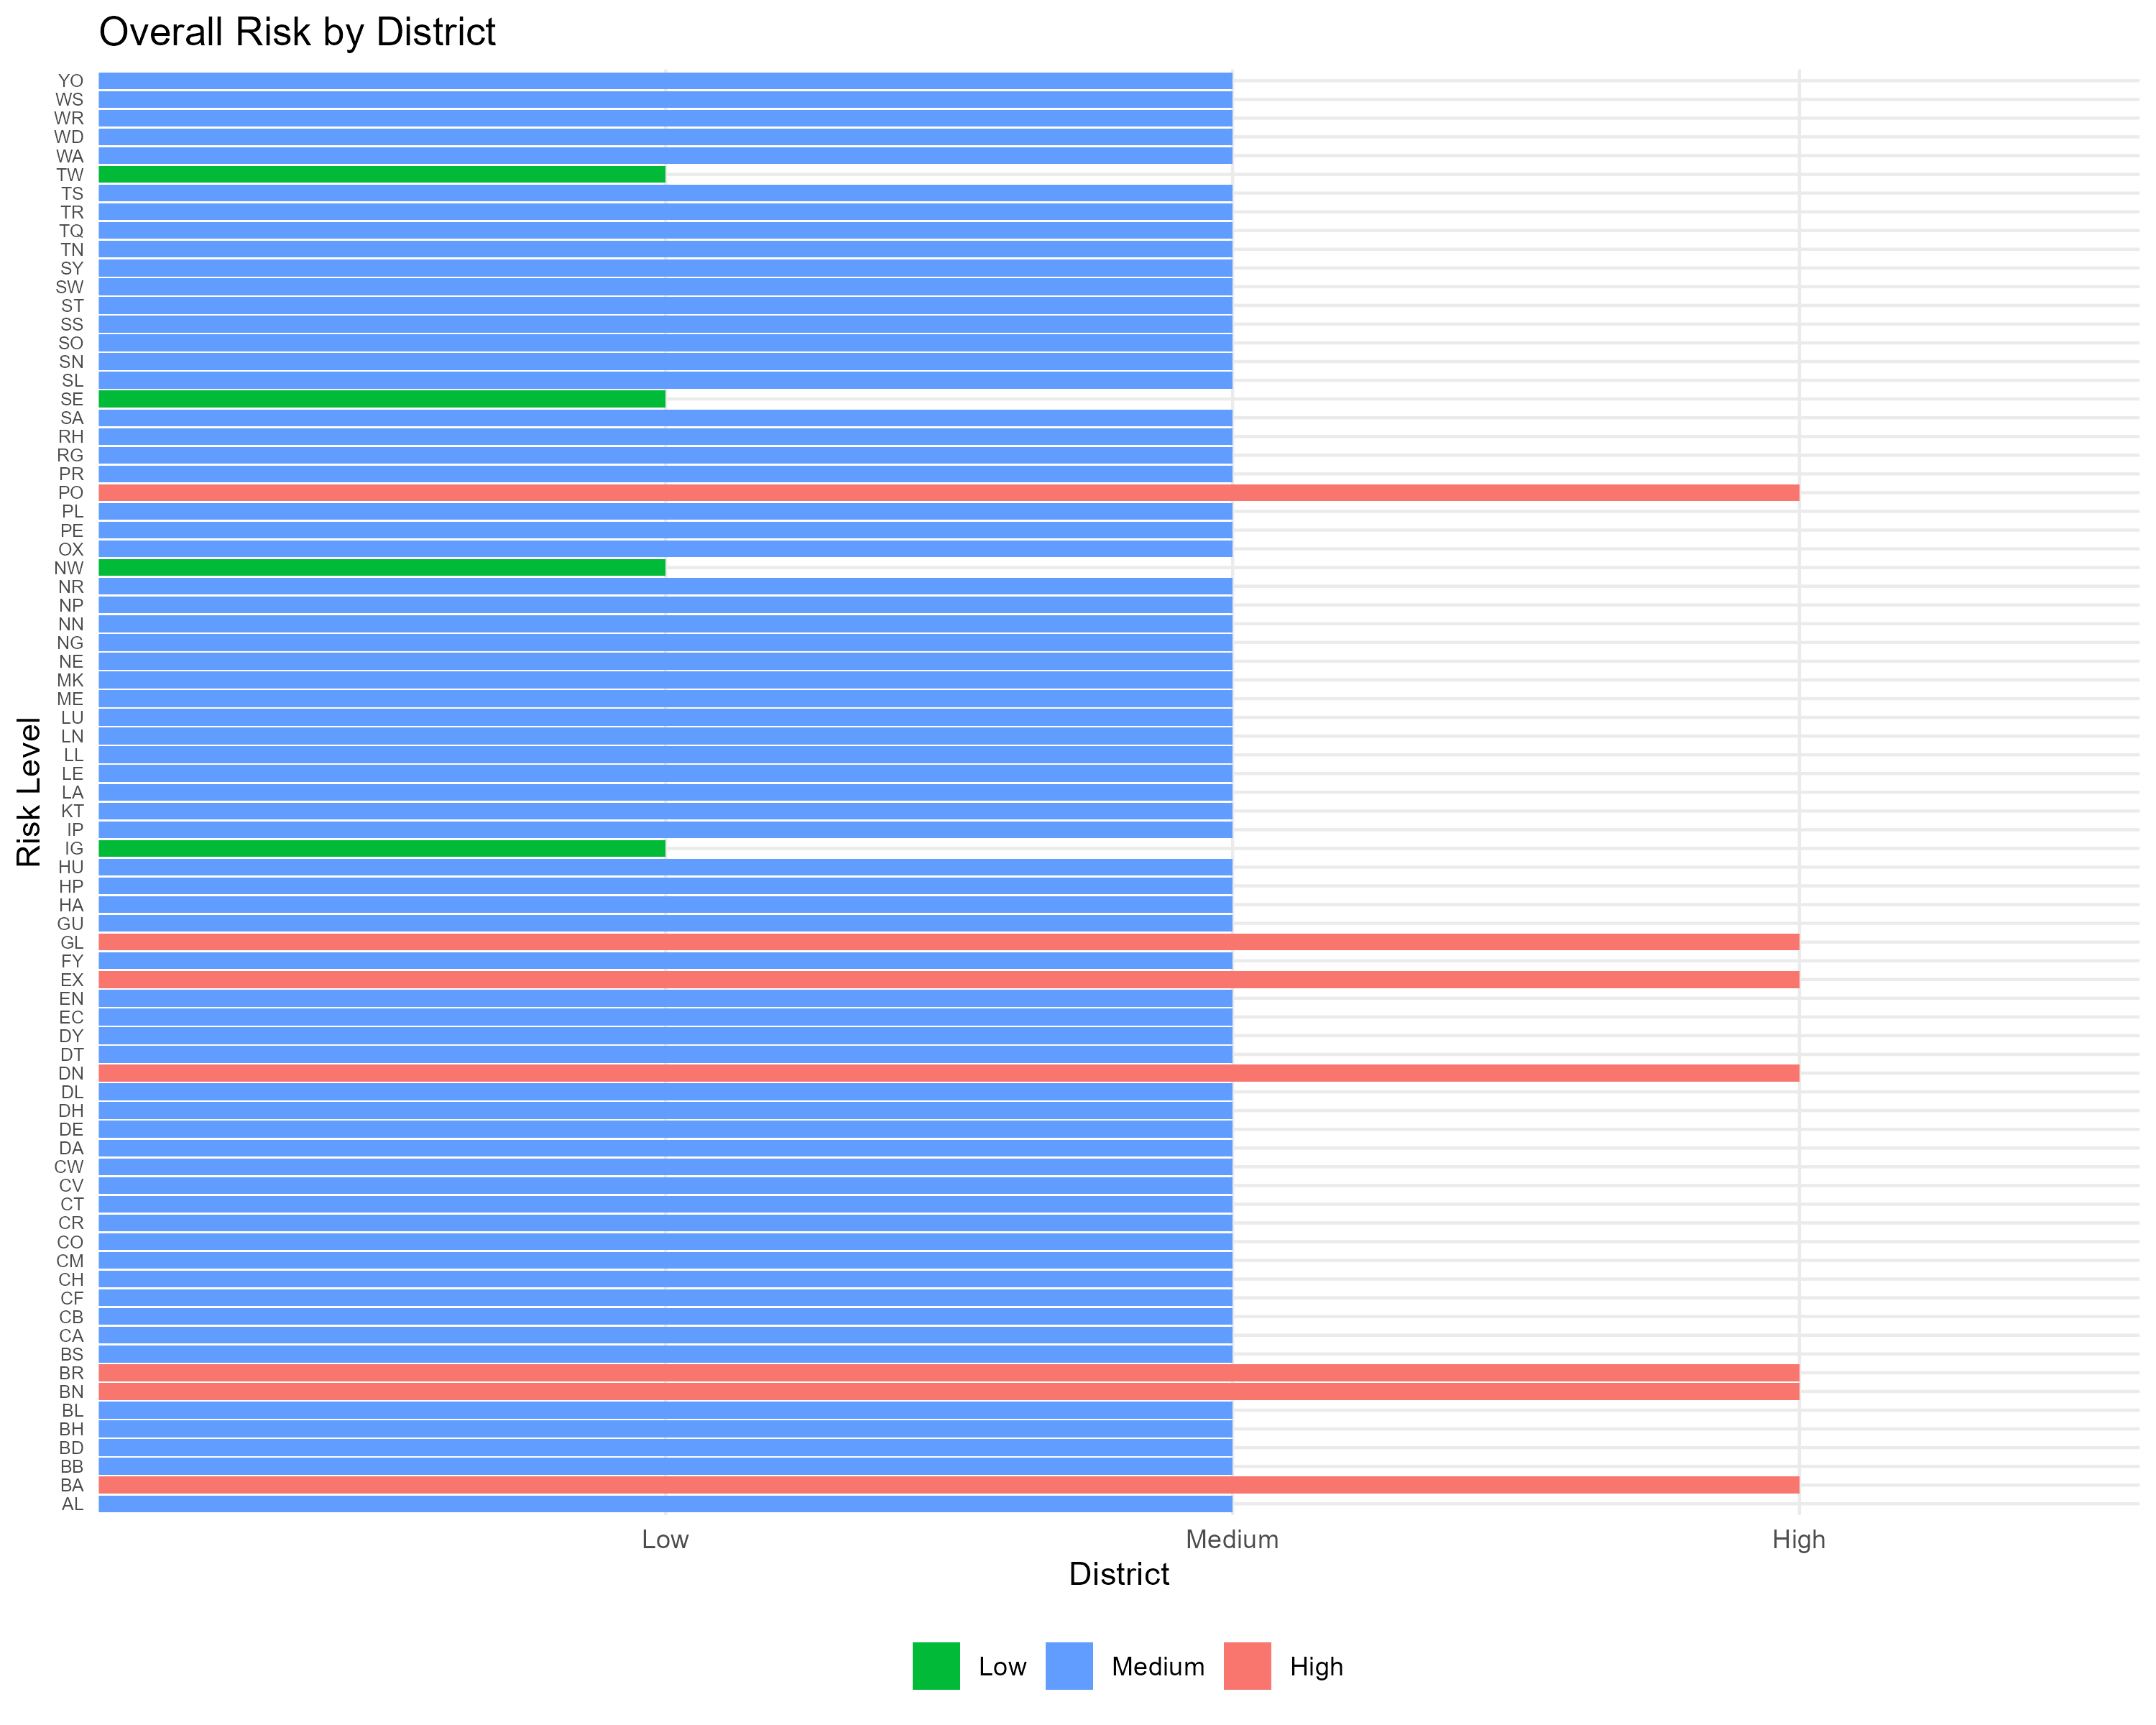 Overall Risk by District
YO
WS
WR
WD
WA
TW
TS
TR
TQ
TN
SY
SW
ST
SS
SO
SN
SL
SE
SA
RH
RG
PR
PO
PL
PE
OX
NW
NR
NP
NN
NG
NE
MK
ME
LU
LN
LL
LE
LA
KT
IP
IG
HU
HP
HA
GU
GL
FY
EX
EN
EC
DY
DT
DN
DL
DH
DE
DA
CW
CV
CT
CR
CO
CM
CH
CF
CB
CA
BS
BR
BN
BL
BH
BD
BB
BA
AL
Risk Level
Low Medium High
District
Low Medium High